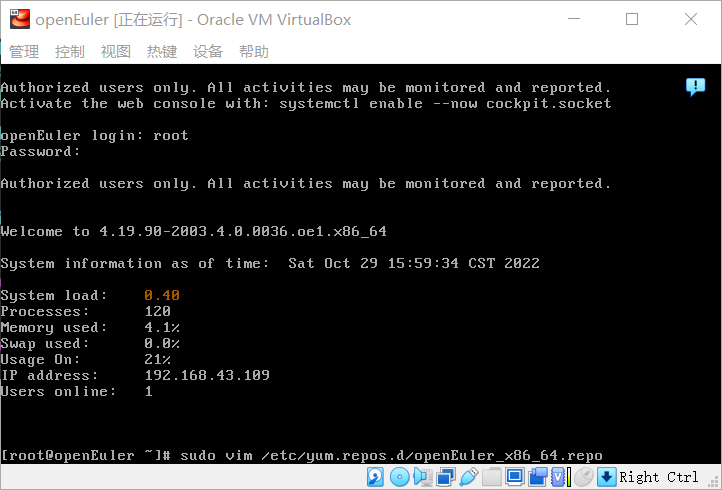 openEuler [正在运行] - Oracle VM VirtualBox
管理 控制 视图 热键 设备 帮助
Authorized users only. All activities may be monitored and reported.
Activate the web console with: systemctl enable --now cockpit.socket
openEuler login: root
Password:
Authorized users only. All activities may be monitored and reported.
Welcome to 4.19.90-2003.4.0.0036.oe1.x86_64
System information as of time:  Sat Oct 29 15:59:34 CST 2022
System load:    0.40
Processes:      120
Memory used:    4.1%
Swap used:      0.0%
Usage On:       21%
IP address:     192.168.43.109
Users online:   1
[root@openEuler ~]# sudo vim /etc/yum.repos.d/openEuler_x86_64.repo
Right Ctrl